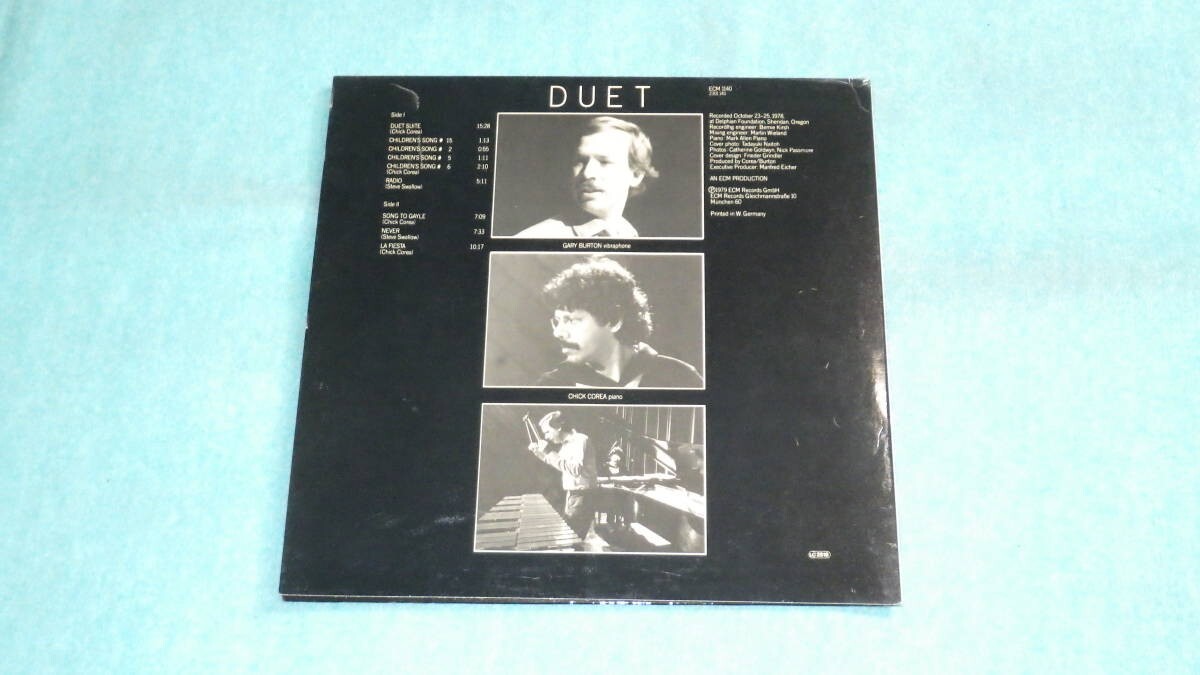 DUET
Side I
DUET SUITE 15:28
(Chick Corea)
CHILDREN'S SONG # 15 1:13
CHILDREN'S SONG # 2 0:55
CHILDREN'S SONG # 5 1:11
CHILDREN'S SONG # 6 2:10
(Chick Corea)
RADIO 5:11
(Steve Swallow)
Side II
SONG TO GAYLE 7:09
(Chick Corea)
NEVER 7:33
(Steve Swallow)
LA FIESTA 10:17
(Chick Corea)
GARY BURTON vibraphone
CHICK COREA piano
ECM 1140
2301 140
Recorded October 23-25, 1978,
at Delphian Foundation, Sheridan, Oregon
Recording engineer: Bernie Kirsh
Mixing engineer: Martin Wieland
Piano: Mark Allen Piano
Cover photo: Tadayuki Naitoh
Photos: Catherine Goldwyn, Nick Passmore
Cover design: Frieder Grindler
Produced by Corea/Burton
Executive Producer: Manfred Eicher
AN ECM PRODUCTION
℗1979 ECM Records GmbH
ECM Records Gleichmannstraße 10
München 60
Printed in W. Germany
LC 2516